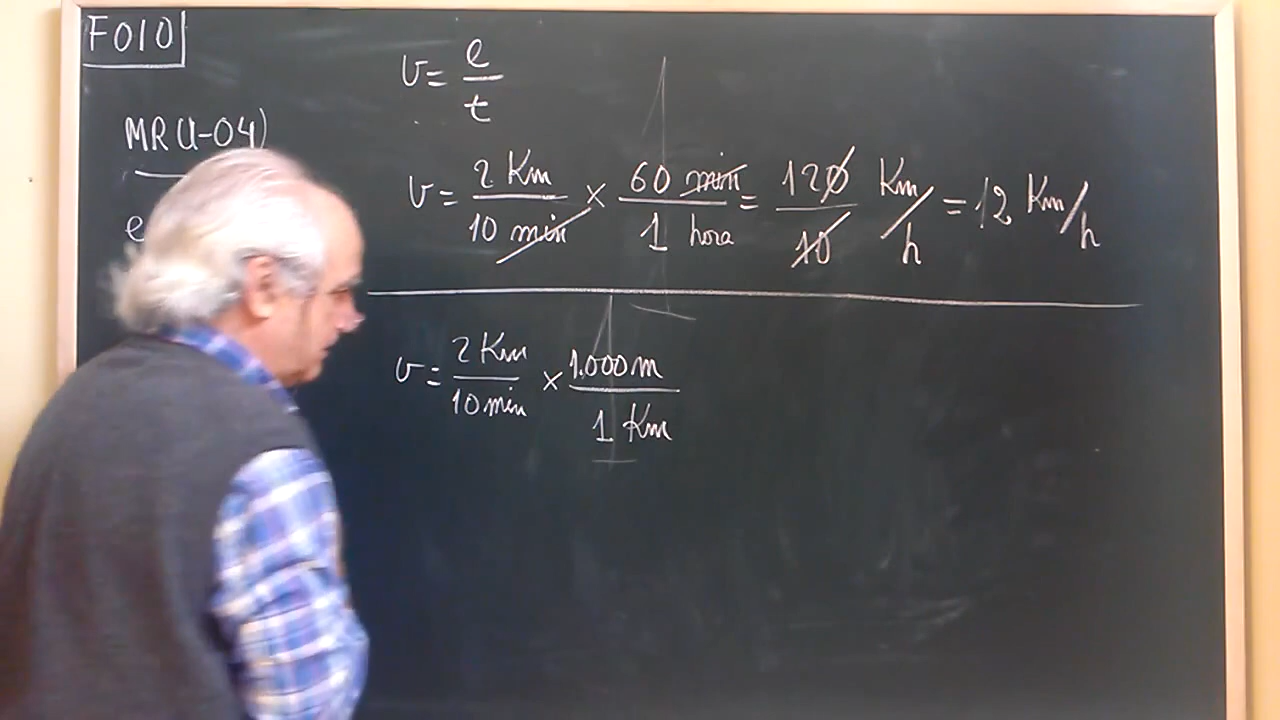 F010
MRU-04
e
v = e/t
v = 2 Km/10 min × 60 min/1 hora = 120/10 Km/h = 12 Km/h
v = 2 Km/10 min × 1.000 m/1 Km